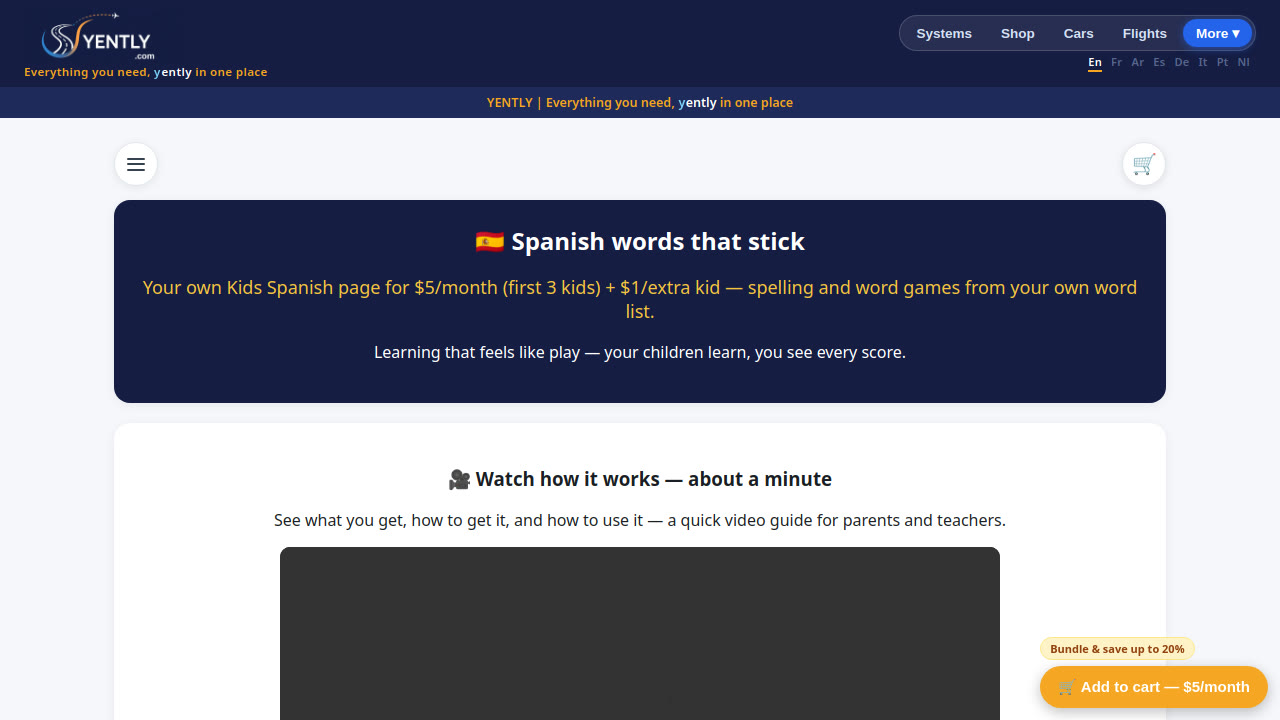 YENTLY
.com
Everything you need, yently in one place
Systems
Shop
Cars
Flights
More ▾
En Fr Ar Es De It Pt Nl
YENTLY | Everything you need, yently in one place
🇪🇸 Spanish words that stick
Your own Kids Spanish page for $5/month (first 3 kids) + $1/extra kid — spelling and word games from your own word
list.
Learning that feels like play — your children learn, you see every score.
🎥 Watch how it works — about a minute
See what you get, how to get it, and how to use it — a quick video guide for parents and teachers.
Bundle & save up to 20%
🛒 Add to cart — $5/month